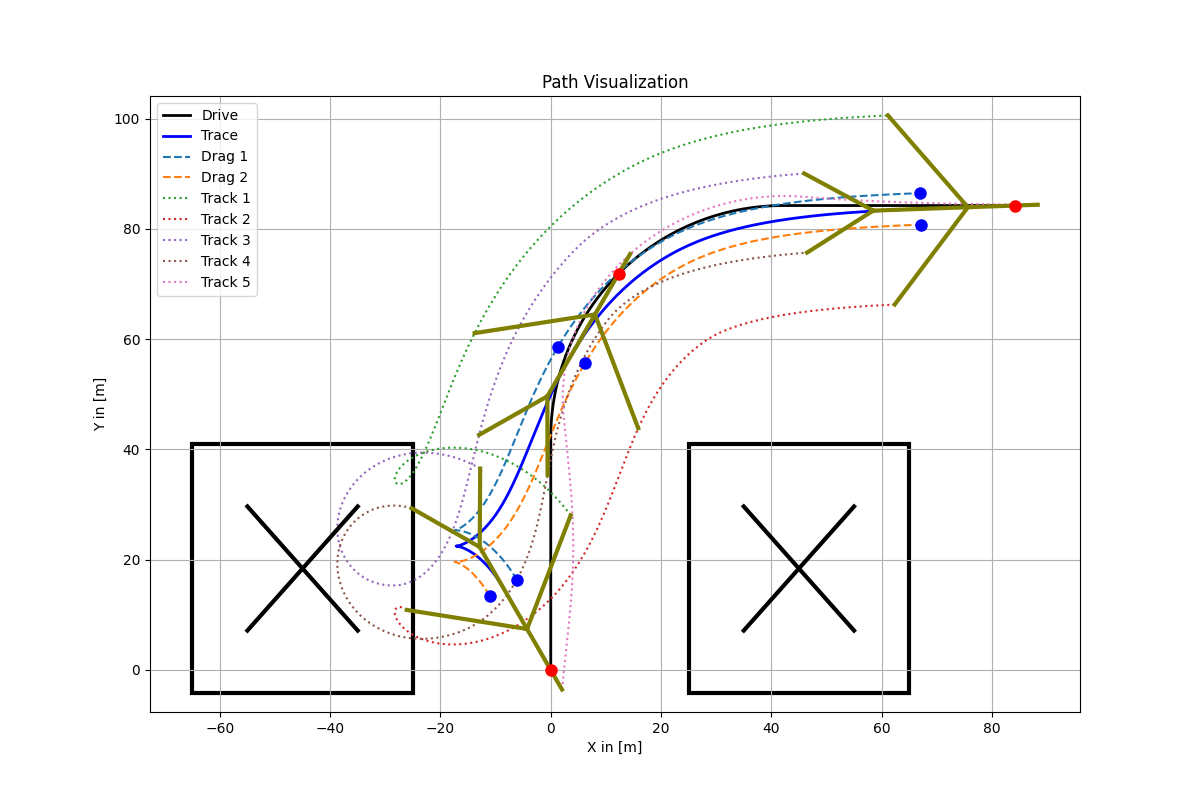 Path Visualization
Drive
Trace
Drag 1
Drag 2
Track 1
Track 2
Track 3
Track 4
Track 5
100
80
60
40
20
0
Y in [m]
−60
−40
−20
0
20
40
60
80
X in [m]